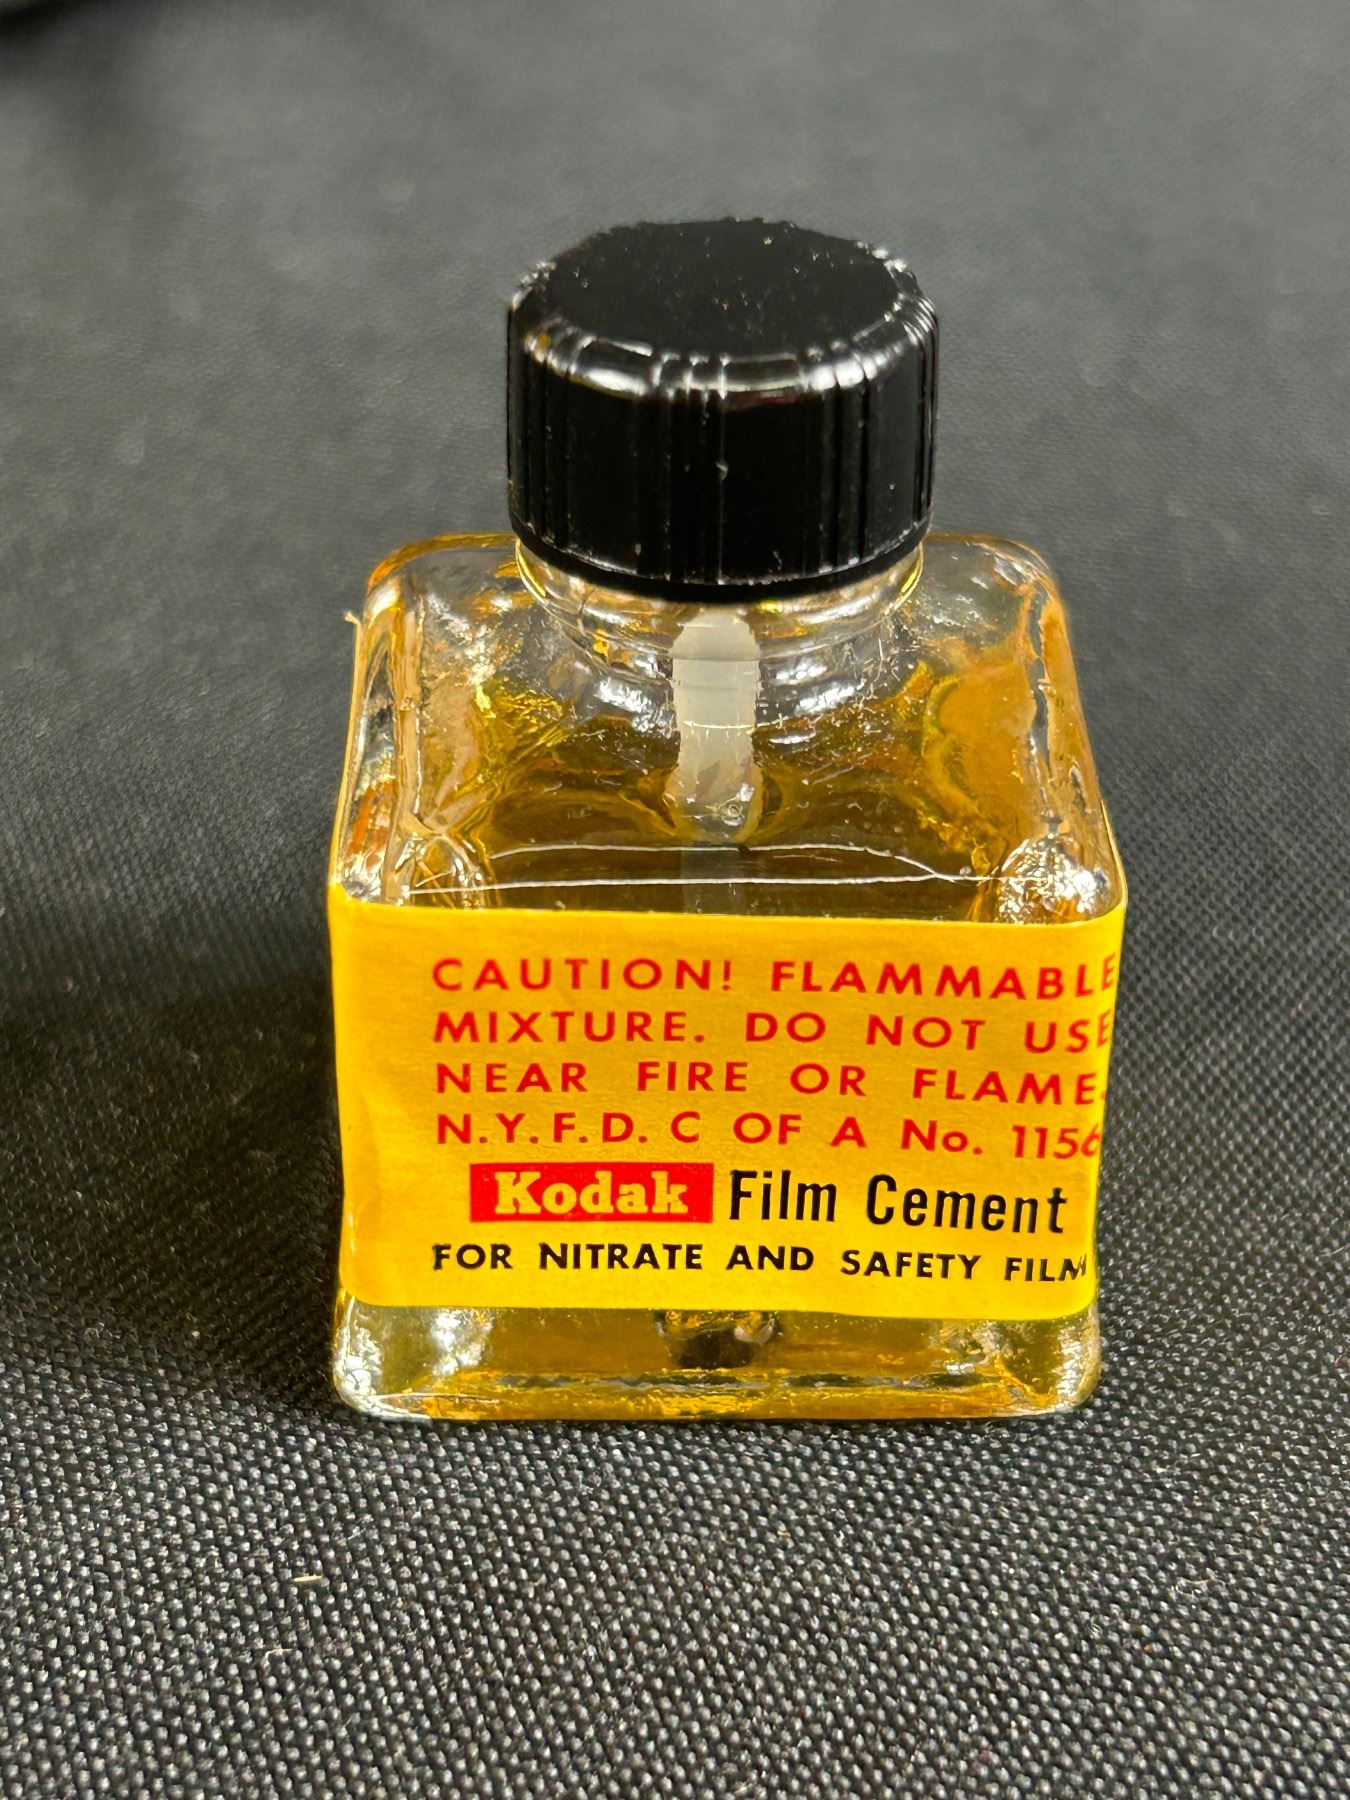 CAUTION! FLAMMABLE
MIXTURE. DO NOT USE
NEAR FIRE OR FLAME.
N.Y.F.D. C OF A No. 1156
Kodak Film Cement
FOR NITRATE AND SAFETY FILM